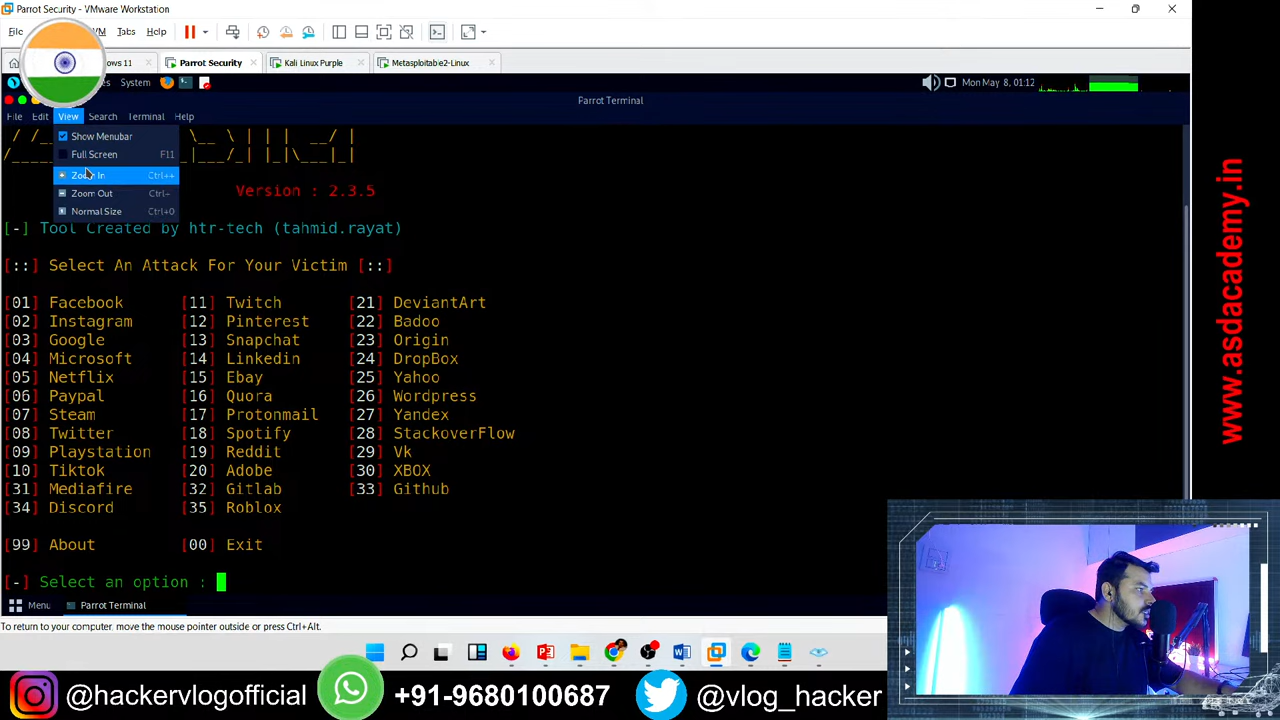 Parrot Security - VMware Workstation
File VM Tabs Help
11 Parrot Security Kali Linux Purple Metasploitable2-Linux
System Mon May 8, 01:12
Parrot Terminal
File Edit View Search Terminal Help
Show Menubar
Full Screen F11
Zoom In Ctrl++
Zoom Out Ctrl+-
Normal Size Ctrl+0
Version : 2.3.5
[-] Tool Created by htr-tech (tahmid.rayat)
[::] Select An Attack For Your Victim [::]
[01] Facebook [11] Twitch [21] DeviantArt
[02] Instagram [12] Pinterest [22] Badoo
[03] Google [13] Snapchat [23] Origin
[04] Microsoft [14] Linkedin [24] DropBox
[05] Netflix [15] Ebay [25] Yahoo
[06] Paypal [16] Quora [26] Wordpress
[07] Steam [17] Protonmail [27] Yandex
[08] Twitter [18] Spotify [28] StackoverFlow
[09] Playstation [19] Reddit [29] Vk
[10] Tiktok [20] Adobe [30] XBOX
[31] Mediafire [32] Gitlab [33] Github
[34] Discord [35] Roblox
[99] About [00] Exit
[-] Select an option :
Menu Parrot Terminal
To return to your computer, move the mouse pointer outside or press Ctrl+Alt.
@hackervlogofficial +91-9680100687 @vlog_hacker
www.asdacademy.in